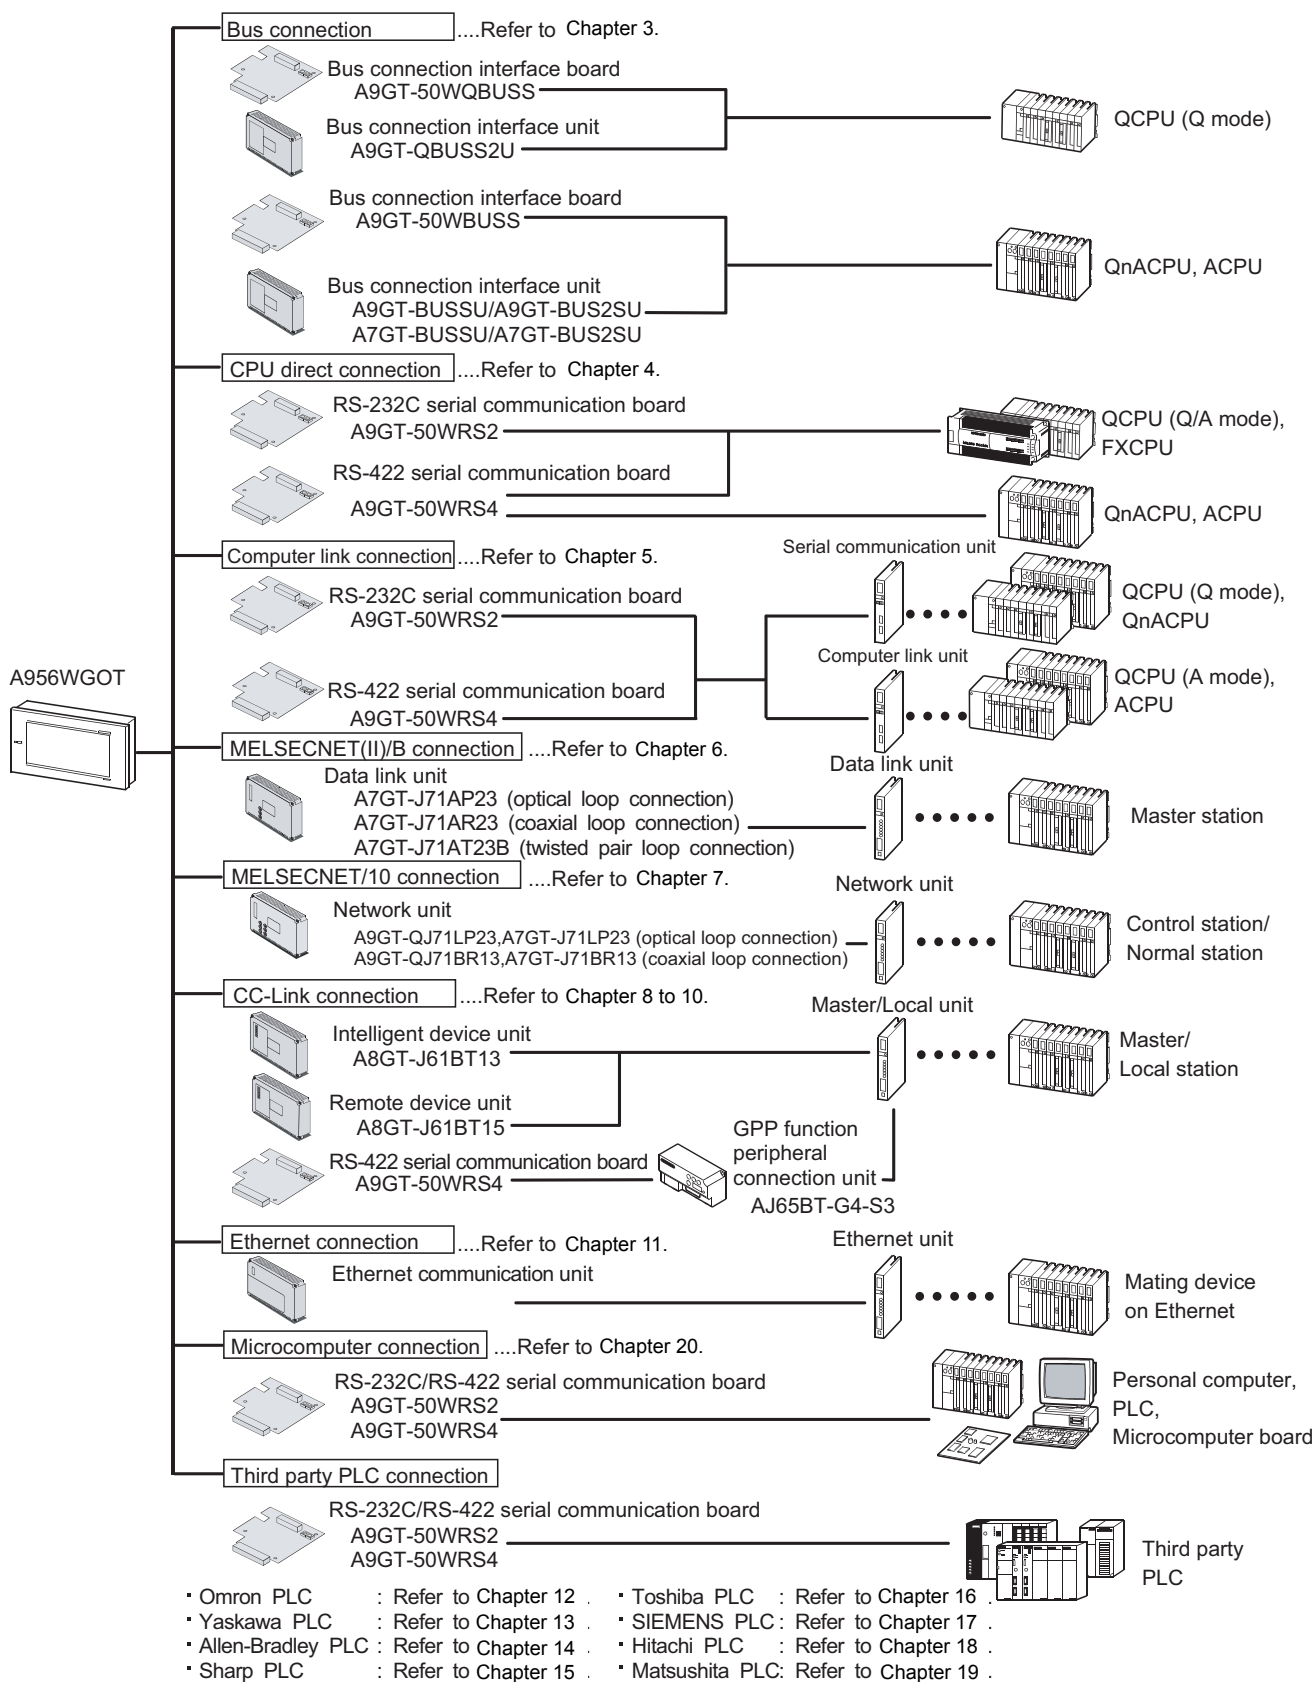 Bus connection ....Refer to Chapter 3.
Bus connection interface board
A9GT-50WQBUSS
Bus connection interface unit
A9GT-QBUSS2U
QCPU (Q mode)
Bus connection interface board
A9GT-50WBUSS
Bus connection interface unit
A9GT-BUSSU/A9GT-BUS2SU
A7GT-BUSSU/A7GT-BUS2SU
QnACPU, ACPU
CPU direct connection ....Refer to Chapter 4.
RS-232C serial communication board
A9GT-50WRS2
QCPU (Q/A mode),
FXCPU
RS-422 serial communication board
A9GT-50WRS4
QnACPU, ACPU
Computer link connection ....Refer to Chapter 5.
Serial communication unit
RS-232C serial communication board
A9GT-50WRS2
QCPU (Q mode),
QnACPU
Computer link unit
RS-422 serial communication board
A9GT-50WRS4
QCPU (A mode),
ACPU
A956WGOT
MELSECNET(II)/B connection ....Refer to Chapter 6.
Data link unit
Data link unit
A7GT-J71AP23 (optical loop connection)
A7GT-J71AR23 (coaxial loop connection)
A7GT-J71AT23B (twisted pair loop connection)
Master station
MELSECNET/10 connection ....Refer to Chapter 7.
Network unit
Network unit
A9GT-QJ71LP23,A7GT-J71LP23 (optical loop connection)
A9GT-QJ71BR13,A7GT-J71BR13 (coaxial loop connection)
Control station/
Normal station
CC-Link connection ....Refer to Chapter 8 to 10.
Master/Local unit
Intelligent device unit
A8GT-J61BT13
Master/
Local station
Remote device unit
A8GT-J61BT15
RS-422 serial communication board
A9GT-50WRS4
GPP function
peripheral
connection unit
AJ65BT-G4-S3
Ethernet connection ....Refer to Chapter 11.
Ethernet unit
Ethernet communication unit
Mating device
on Ethernet
Microcomputer connection ....Refer to Chapter 20.
RS-232C/RS-422 serial communication board
A9GT-50WRS2
A9GT-50WRS4
Personal computer,
PLC,
Microcomputer board
Third party PLC connection
RS-232C/RS-422 serial communication board
A9GT-50WRS2
A9GT-50WRS4
Third party
PLC
· Omron PLC : Refer to Chapter 12 .
· Yaskawa PLC : Refer to Chapter 13 .
· Allen-Bradley PLC : Refer to Chapter 14 .
· Sharp PLC : Refer to Chapter 15 .
· Toshiba PLC : Refer to Chapter 16 .
· SIEMENS PLC : Refer to Chapter 17 .
· Hitachi PLC : Refer to Chapter 18 .
· Matsushita PLC: Refer to Chapter 19 .